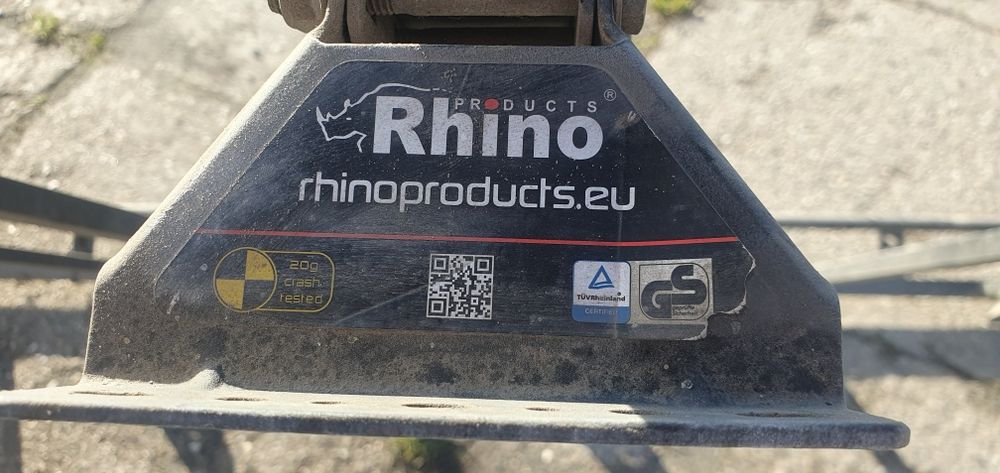 PRODUCTS
Rhino®
rhinoproducts.eu
20g
crash
tested
TÜVRheinland
CERTIFIED
GS